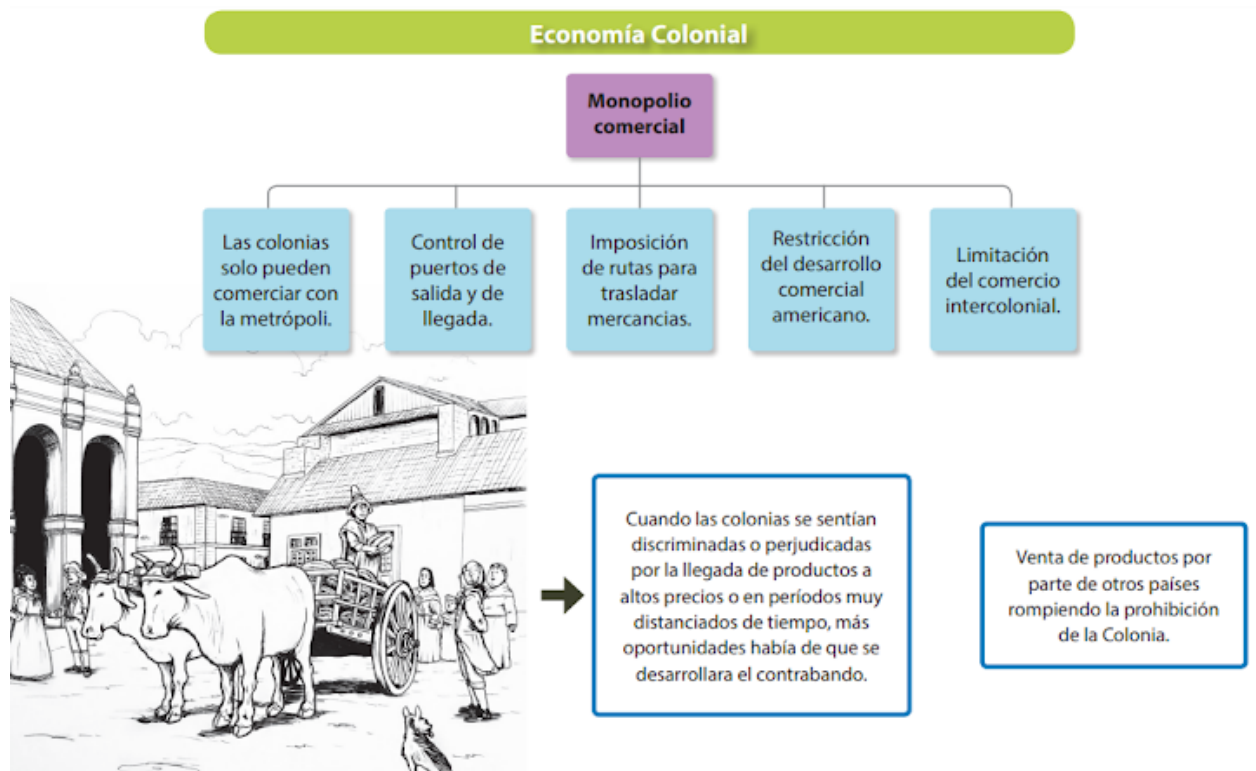 Economía Colonial
Monopolio
comercial
Las colonias
solo pueden
comerciar con
la metrópoli.
Control de
puertos de
salida y de
llegada.
Imposición
de rutas para
trasladar
mercancias.
Restricción
del desarrollo
comercial
americano.
Limitación
del comercio
intercolonial.
Cuando las colonias se sentían
discriminadas o perjudicadas
por la llegada de productos a
altos precios o en períodos muy
distanciados de tiempo, más
oportunidades había de que se
desarrollara el contrabando.
Venta de productos por
parte de otros países
rompiendo la prohibición
de la Colonia.